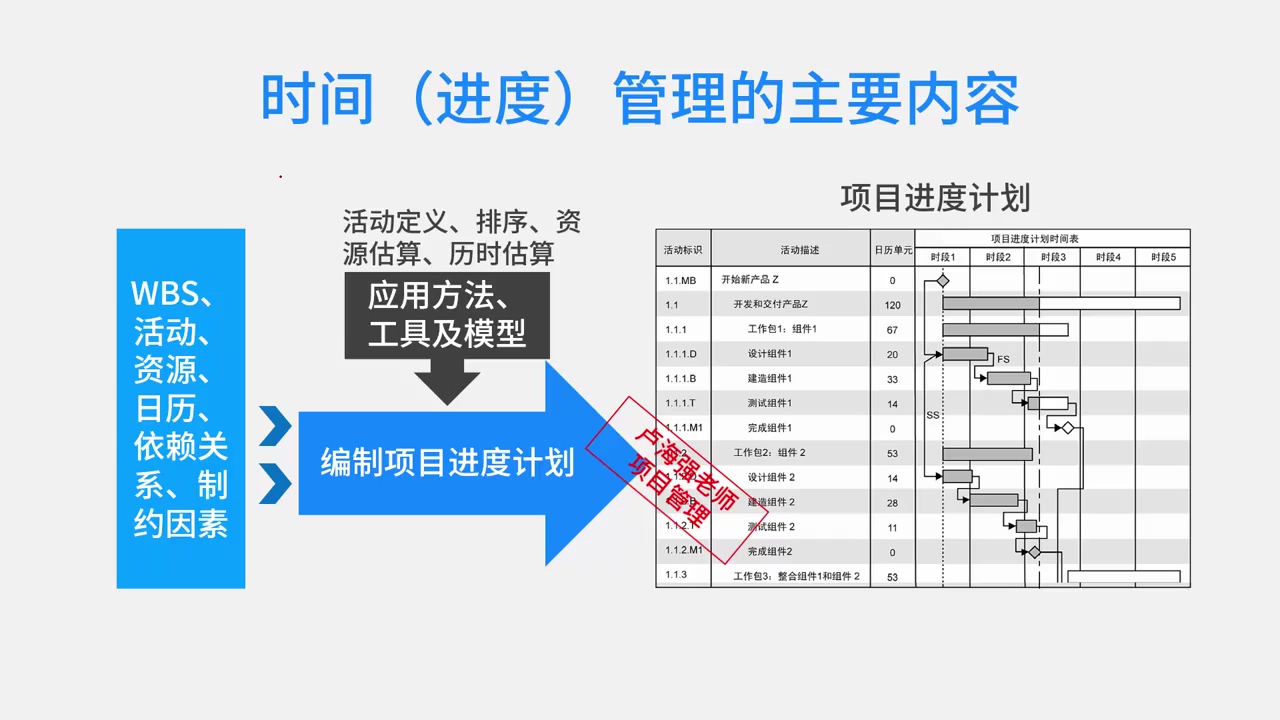 时间（进度）管理的主要内容
WBS、
活动、
资源、
日历、
依赖关
系、制
约因素
活动定义、排序、资
源估算、历时估算
应用方法、
工具及模型
编制项目进度计划
卢海强老师
项目管理
项目进度计划
活动标识 活动描述 日历单元 项目进度计划时间表
时段1 时段2 时段3 时段4 时段5
1.1.MB 开始新产品 Z 0
1.1 开发和交付产品Z 120
1.1.1 工作包1：组件1 67
1.1.1.D 设计组件1 20
FS
1.1.1.B 建造组件1 33
1.1.1.T 测试组件1 14
SS
1.1.1.M1 完成组件1 0
工作包2：组件 2 53
设计组件 2 14
建造组件 2 28
1.1.2.T 测试组件 2 11
1.1.2.M1 完成组件2 0
1.1.3 工作包3：整合组件1和组件 2 53